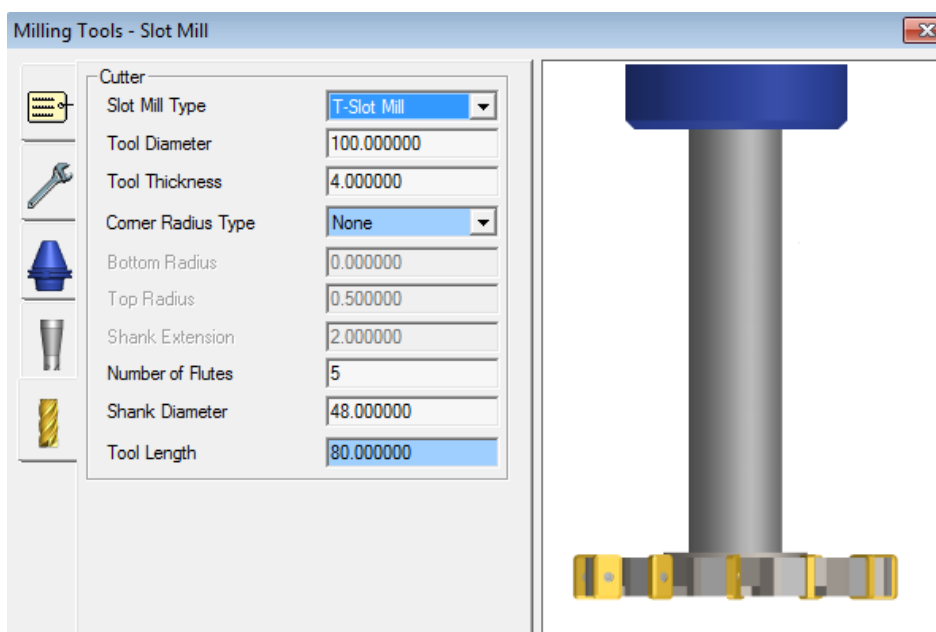 Milling Tools - Slot Mill
Cutter
Slot Mill Type T-Slot Mill
Tool Diameter 100.000000
Tool Thickness 4.000000
Corner Radius Type None
Bottom Radius 0.000000
Top Radius 0.500000
Shank Extension 2.000000
Number of Flutes 5
Shank Diameter 48.000000
Tool Length 80.000000